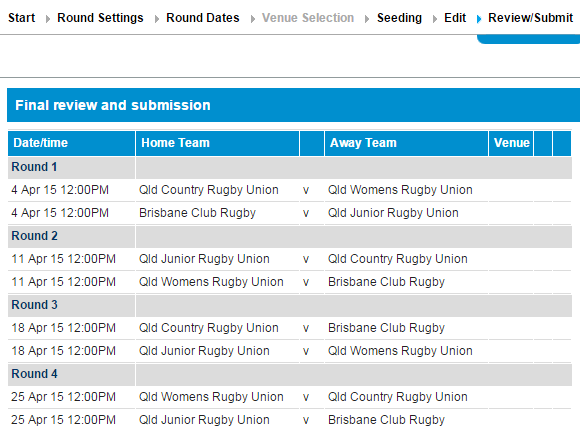 Start Round Settings Round Dates Venue Selection Seeding Edit Review/Submit
Final review and submission
Date/time Home Team Away Team Venue
Round 1
4 Apr 15 12:00PM Qld Country Rugby Union v Qld Womens Rugby Union
4 Apr 15 12:00PM Brisbane Club Rugby v Qld Junior Rugby Union
Round 2
11 Apr 15 12:00PM Qld Junior Rugby Union v Qld Country Rugby Union
11 Apr 15 12:00PM Qld Womens Rugby Union v Brisbane Club Rugby
Round 3
18 Apr 15 12:00PM Qld Country Rugby Union v Brisbane Club Rugby
18 Apr 15 12:00PM Qld Junior Rugby Union v Qld Womens Rugby Union
Round 4
25 Apr 15 12:00PM Qld Womens Rugby Union v Qld Country Rugby Union
25 Apr 15 12:00PM Qld Junior Rugby Union v Brisbane Club Rugby